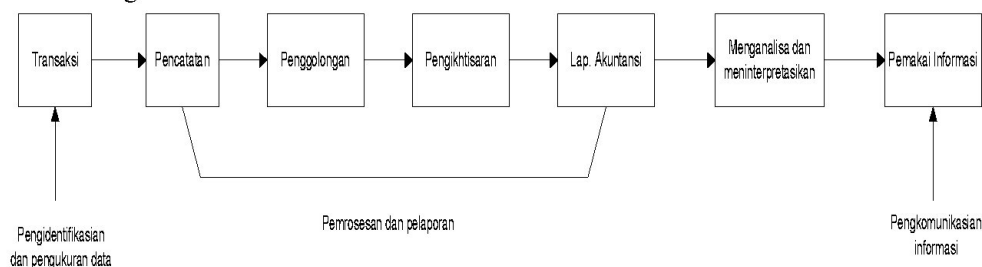 Transaksi
Pencatatan
Penggolongan
Pengikhtisaran
Lap. Akuntansi
Menganalisa dan
meninterpretasikan
Pemakai Informasi
Pemrosesan dan pelaporan
Pengidentifikasian
dan pengukuran data
Pengkomunikasian
informasi